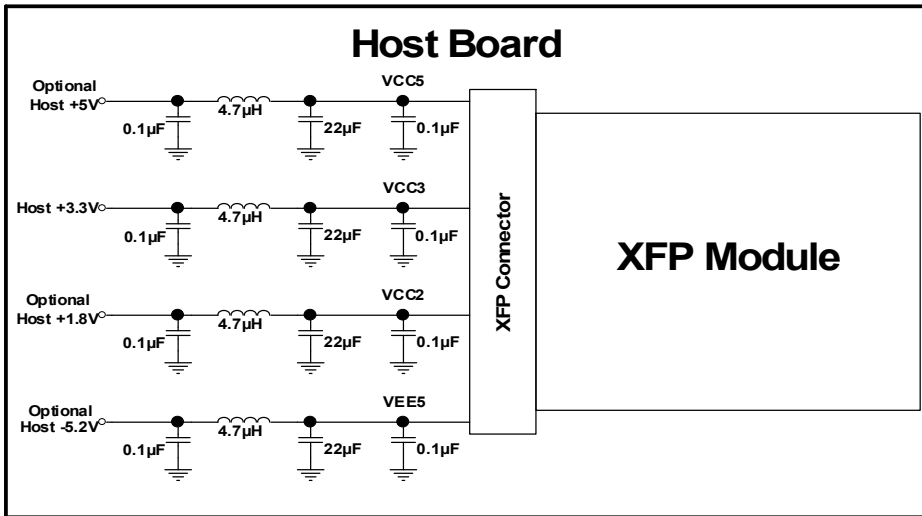 Host Board
Optional
Host +5V
VCC5
4.7µH
0.1µF
22µF
0.1µF
Host +3.3V
VCC3
4.7µH
0.1µF
22µF
0.1µF
Optional
Host +1.8V
VCC2
4.7µH
0.1µF
22µF
0.1µF
Optional
Host -5.2V
VEE5
4.7µH
0.1µF
22µF
0.1µF
XFP Connector
XFP Module